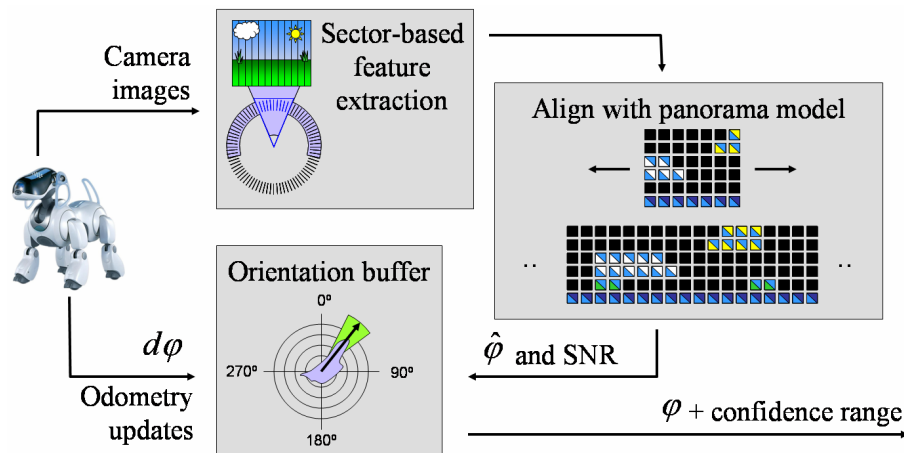 Camera
images
Sector-based
feature
extraction
Align with panorama model
..
..
Orientation buffer
0º
270º
90º
180º
dφ
Odometry
updates
φ̂ and SNR
φ + confidence range